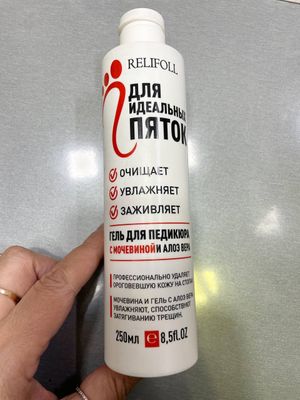 RELIFOLL
ДЛЯ
ИДЕАЛЬНЫХ
ПЯТОК
ОЧИЩАЕТ
УВЛАЖНЯЕТ
ЗАЖИВЛЯЕТ
ГЕЛЬ ДЛЯ ПЕДИКЮРА
С МОЧЕВИНОЙ И АЛОЭ ВЕРА
ПРОФЕССИОНАЛЬНО УДАЛЯЕТ
ОРОГОВЕВШУЮ КОЖУ НА СТОПАХ
МОЧЕВИНА И ГЕЛЬ С АЛОЭ ВЕРА
УВЛАЖНЯЮТ, СПОСОБСТВУЮТ
ЗАТЯГИВАНИЮ ТРЕЩИН.
250МЛ e 8,5fl.OZ